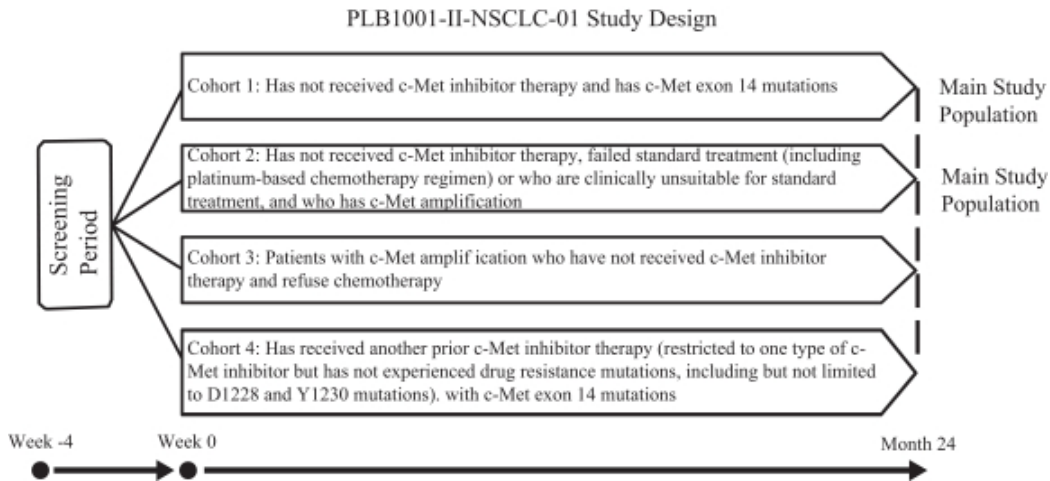 PLB1001-II-NSCLC-01 Study Design
Screening
Period
Cohort 1: Has not received c-Met inhibitor therapy and has c-Met exon 14 mutations
Main Study
Population
Cohort 2: Has not received c-Met inhibitor therapy, failed standard treatment (including
platinum-based chemotherapy regimen) or who are clinically unsuitable for standard
treatment, and who has c-Met amplification
Main Study
Population
Cohort 3: Patients with c-Met amplif ication who have not received c-Met inhibitor
therapy and refuse chemotherapy
Cohort 4: Has received another prior c-Met inhibitor therapy (restricted to one type of c-
Met inhibitor but has not experienced drug resistance mutations, including but not limited
to D1228 and Y1230 mutations). with c-Met exon 14 mutations
Week -4
Week 0
Month 24